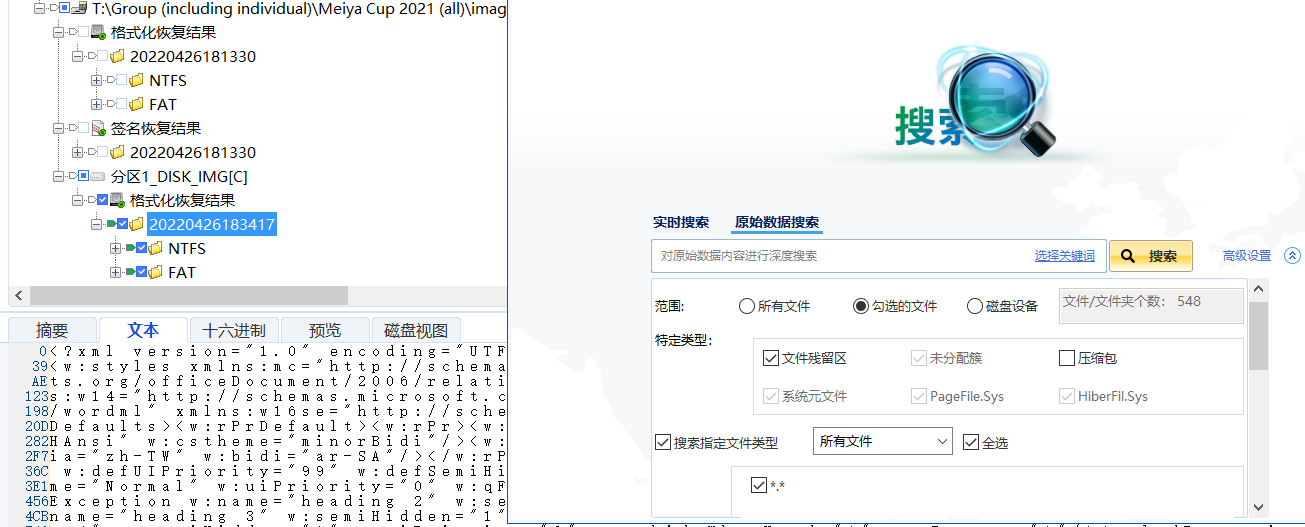 T:\Group (including individual)\Meiya Cup 2021 (all)\imag
格式化恢复结果
20220426181330
NTFS
FAT
签名恢复结果
20220426181330
分区1_DISK_IMG[C]
格式化恢复结果
20220426183417
NTFS
FAT
摘要 文本 十六进制 预览 磁盘视图
0<?xml version="1.0" encoding="UTF
39<w:styles xmlns:mc="http://schema
AEts.org/officeDocument/2006/relati
123s:w14="http://schemas.microsoft.c
198/wordml" xmlns:w16se="http://sche
20DDefaults><w:rPrDefault><w:rPr><w:
282HAnsi" w:cstheme="minorBidi"/><w:
2F7ia="zh-TW" w:bidi="ar-SA"/></w:rP
36C w:defUIPriority="99" w:defSemiHi
3E1me="Normal" w:uiPriority="0" w:qF
456Exception w:name="heading 2" w:se
4CBname="heading 3" w:semiHidden="1"
搜索
实时搜索 原始数据搜索
对原始数据内容进行深度搜索 选择关键词 搜索 高级设置
范围: 所有文件 勾选的文件 磁盘设备 文件/文件夹个数: 548
特定类型:
文件残留区 未分配簇 压缩包
系统元文件 PageFile.Sys HiberFil.Sys
搜索指定文件类型 所有文件 全选
*.*